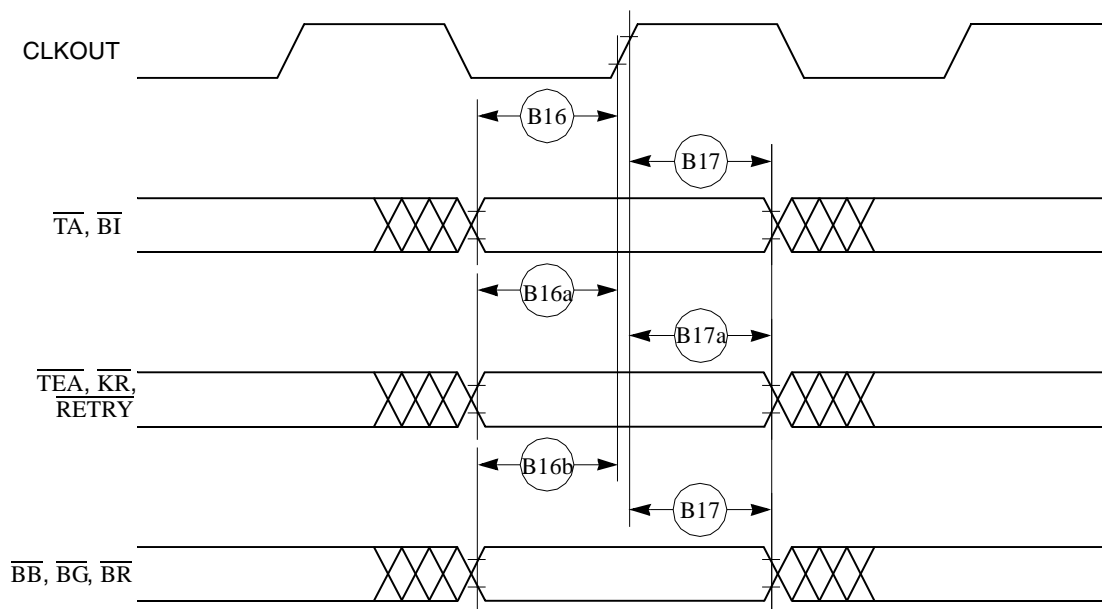 CLKOUT
B16
B17
TA, BI
B16a
B17a
TEA, KR,
RETRY
B16b
B17
BB, BG, BR